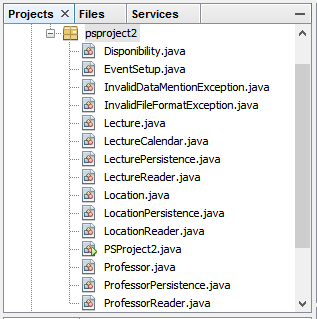 Projects Files Services
psproject2
Disponibility.java
EventSetup.java
InvalidDataMentionException.java
InvalidFileFormatException.java
Lecture.java
LectureCalendar.java
LecturePersistence.java
LectureReader.java
Location.java
LocationPersistence.java
LocationReader.java
PSProject2.java
Professor.java
ProfessorPersistence.java
ProfessorReader.java